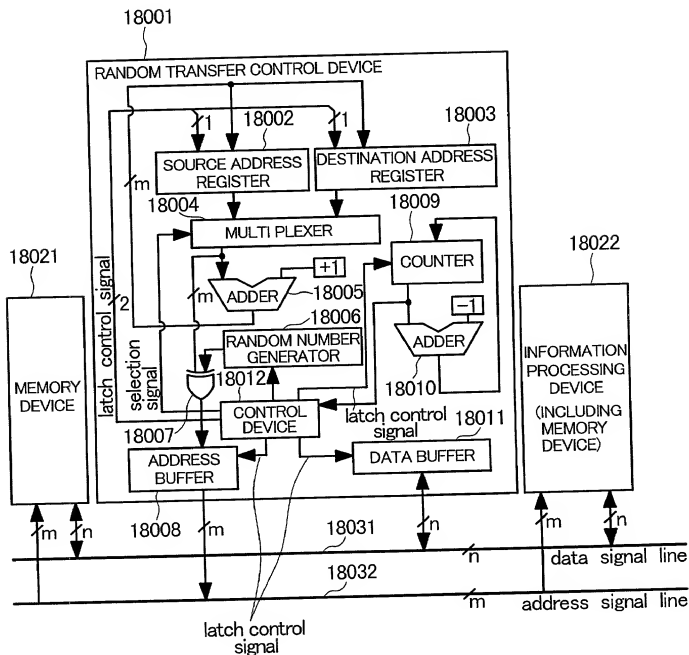 18001
RANDOM TRANSFER CONTROL DEVICE
1
18002
1
18003
SOURCE ADDRESS
REGISTER
DESTINATION ADDRESS
REGISTER
m
18004
18009
MULTI PLEXER
18021
18022
COUNTER
+1
m
ADDER
18005
latch control signal
2
selection
signal
18006
-1
RANDOM NUMBER
GENERATOR
ADDER
18010
MEMORY
DEVICE
INFORMATION
PROCESSING
DEVICE
(INCLUDING
MEMORY
DEVICE)
18012
CONTROL
DEVICE
latch control
signal
18007
18011
ADDRESS
BUFFER
DATA BUFFER
18008
m
n
m
n
m
n
18031
n
data signal line
18032
m
address signal line
latch control
signal